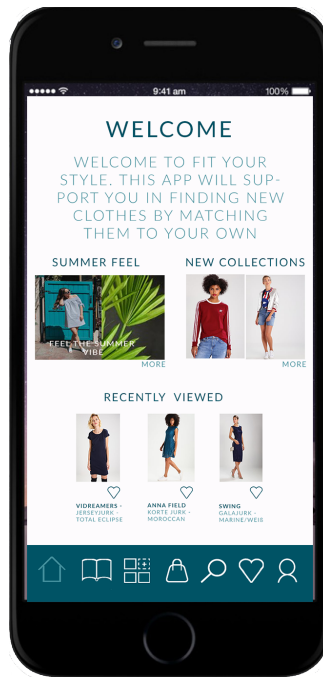 9:41 am
100%
WELCOME
WELCOME TO FIT YOUR
STYLE. THIS APP WILL SUP-
PORT YOU IN FINDING NEW
CLOTHES BY MATCHING
THEM TO YOUR OWN
SUMMER FEEL
NEW COLLECTIONS
FEEL THE SUMMER
VIBE
MORE
MORE
RECENTLY VIEWED
VIDREAMERS -
JERSEYJURK -
TOTAL ECLIPSE
ANNA FIELD
KORTE JURK -
MOROCCAN
SWING
GALAJURK -
MARINE/WEIß